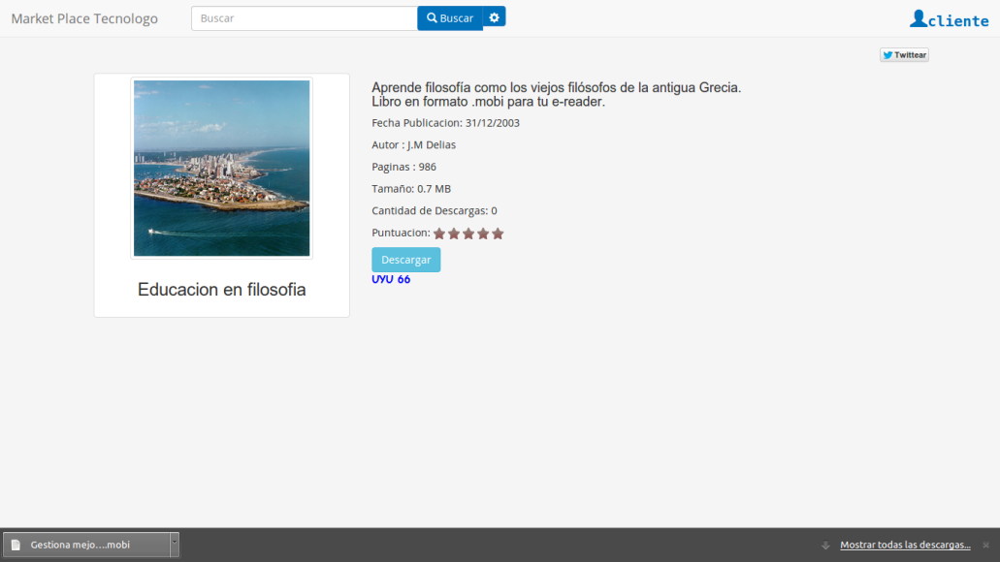 Market Place Tecnologo
Buscar
Buscar
cliente
Twittear
Aprende filosofía como los viejos filósofos de la antigua Grecia.
Libro en formato .mobi para tu e-reader.
Fecha Publicacion: 31/12/2003
Autor : J.M Delias
Paginas : 986
Tamaño: 0.7 MB
Cantidad de Descargas: 0
Puntuacion:
Descargar
UYU 66
Educacion en filosofia
Gestiona mejo....mobi
Mostrar todas las descargas...